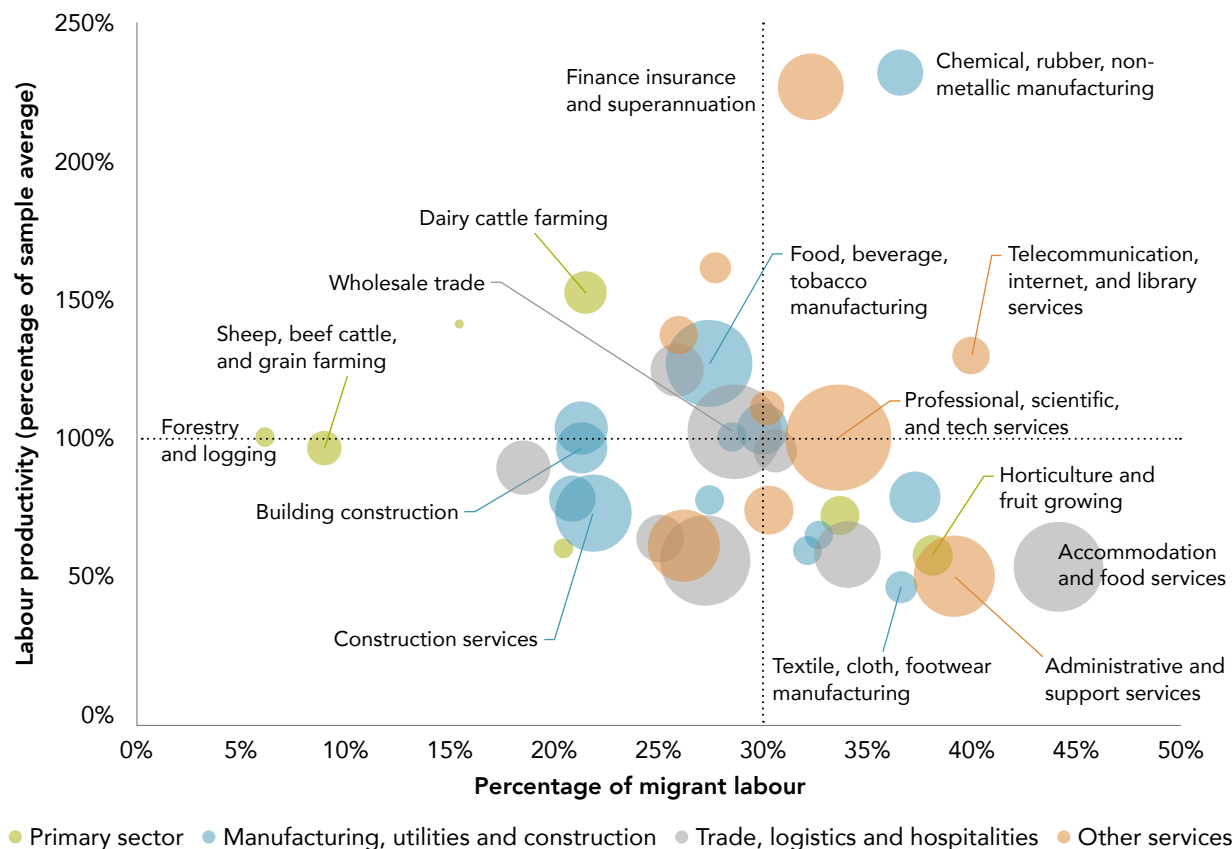 250%
200%
150%
100%
50%
0%
Labour productivity (percentage of sample average)
Finance insurance
and superannuation
Chemical, rubber, non-
metallic manufacturing
Dairy cattle farming
Wholesale trade
Food, beverage,
tobacco
manufacturing
Telecommunication,
internet, and library
services
Sheep, beef cattle,
and grain farming
Forestry
and logging
Professional, scientific,
and tech services
Building construction
Horticulture and
fruit growing
Accommodation
and food services
Construction services
Textile, cloth, footwear
manufacturing
Administrative and
support services
0%
5%
10%
15%
20%
25%
30%
35%
40%
45%
50%
Percentage of migrant labour
Primary sector
Manufacturing, utilities and construction
Trade, logistics and hospitalities
Other services